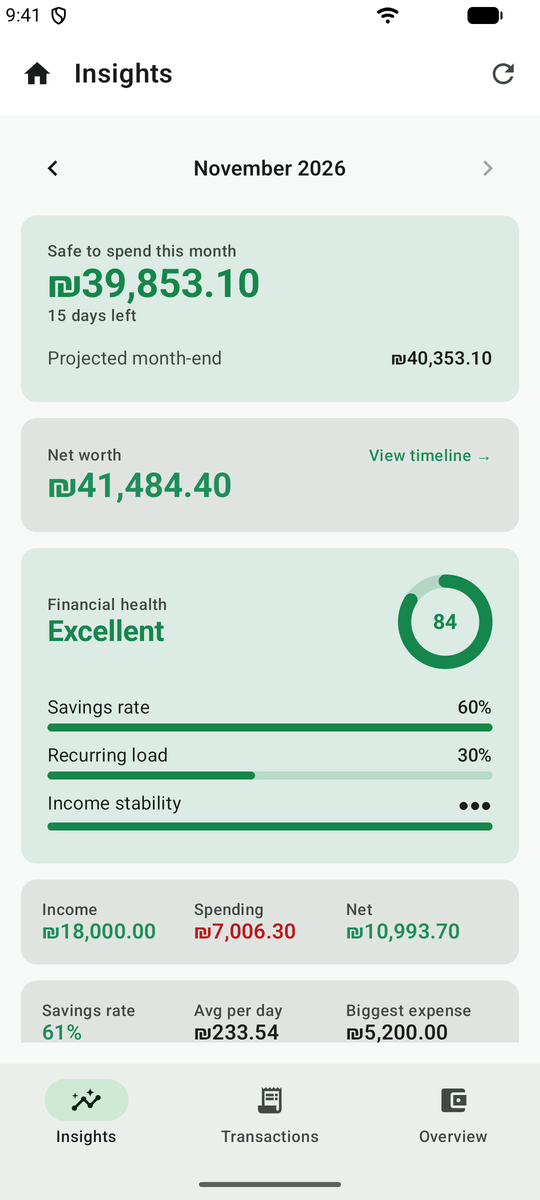 9:41
Insights
November 2026
Safe to spend this month
₪39,853.10
15 days left
Projected month-end ₪40,353.10
Net worth View timeline →
₪41,484.40
Financial health
Excellent
84
Savings rate 60%
Recurring load 30%
Income stability •••
Income Spending Net
₪18,000.00 ₪7,006.30 ₪10,993.70
Savings rate Avg per day Biggest expense
61% ₪233.54 ₪5,200.00
Insights Transactions Overview